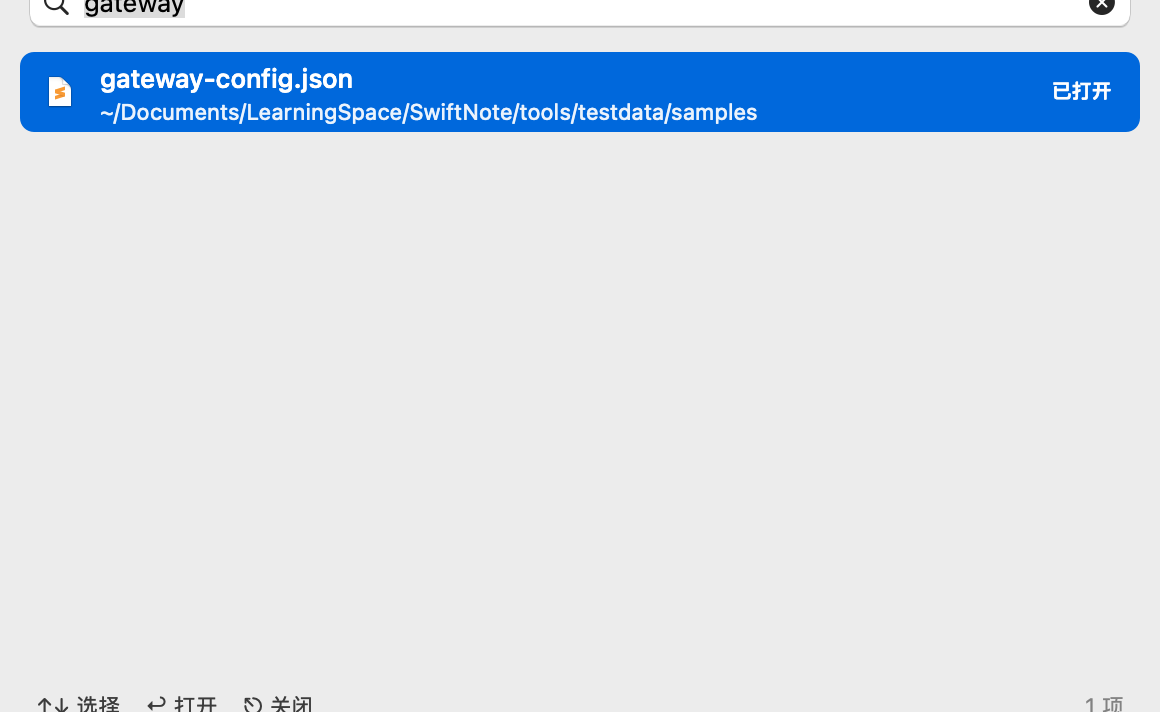 gateway
gateway-config.json
~/Documents/LearningSpace/SwiftNote/tools/testdata/samples
已打开
↑↓ 选择 ↩ 打开 ⎋ 关闭
1 项